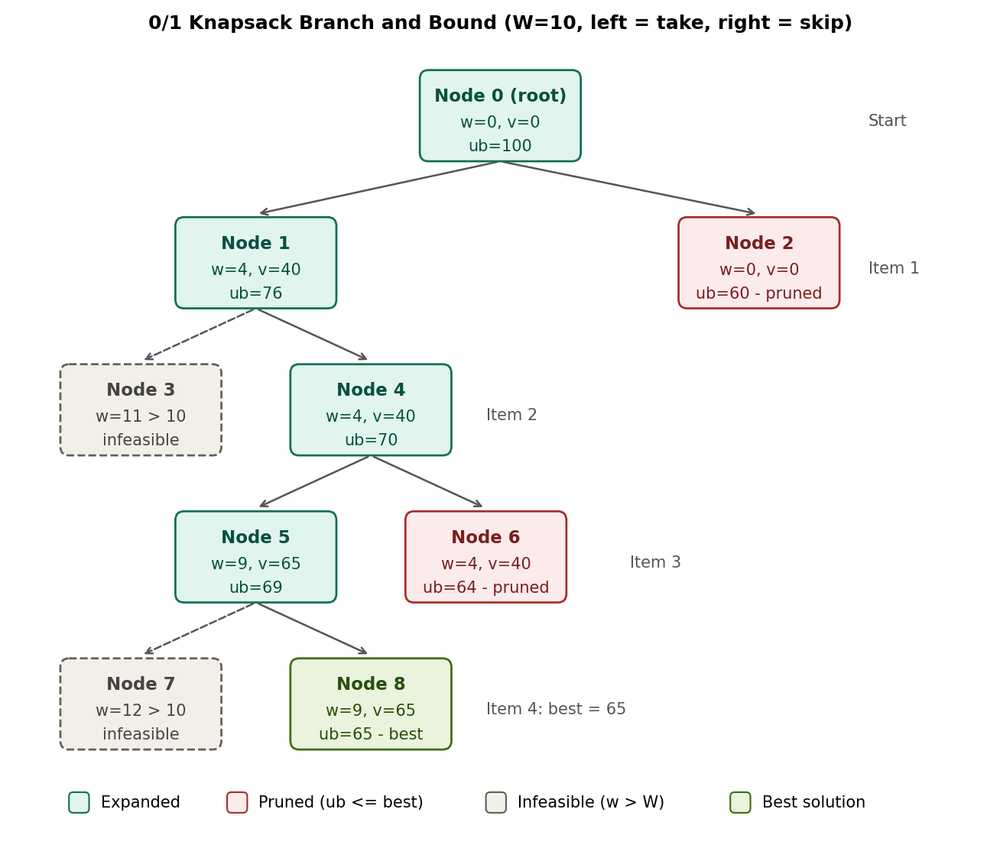 0/1 Knapsack Branch and Bound (W=10, left = take, right = skip)
Node 0 (root)
w=0, v=0
ub=100
Start
Node 1
w=4, v=40
ub=76
Node 2
w=0, v=0
ub=60 - pruned
Item 1
Node 3
w=11 > 10
infeasible
Node 4
w=4, v=40
ub=70
Item 2
Node 5
w=9, v=65
ub=69
Node 6
w=4, v=40
ub=64 - pruned
Item 3
Node 7
w=12 > 10
infeasible
Node 8
w=9, v=65
ub=65 - best
Item 4: best = 65
Expanded
Pruned (ub <= best)
Infeasible (w > W)
Best solution